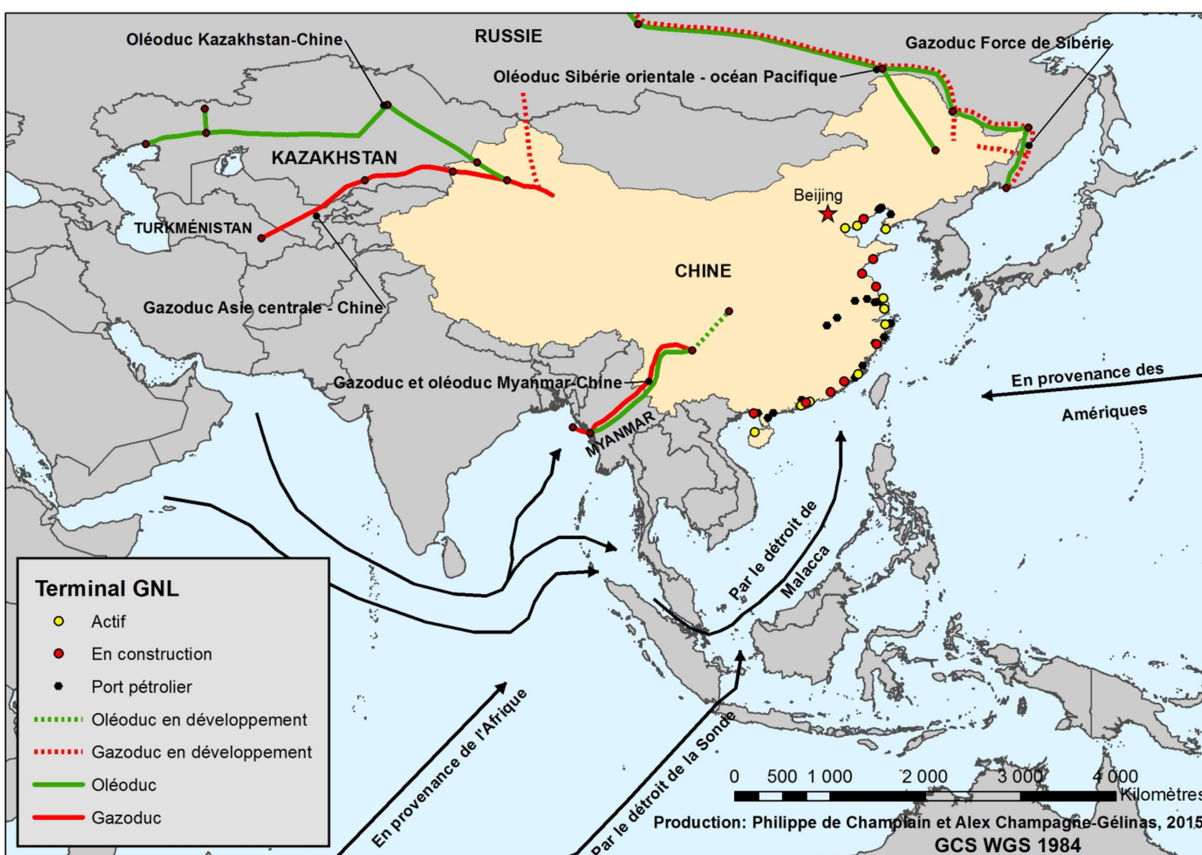 RUSSIE
Oléoduc Kazakhstan-Chine
Gazoduc Force de Sibérie
Oléoduc Sibérie orientale - océan Pacifique
KAZAKHSTAN
Beijing
TURKMÉNISTAN
CHINE
Gazoduc Asie centrale - Chine
Gazoduc et oléoduc Myanmar-Chine
En provenance des
Amériques
MYANMAR
Par le détroit de
Malacca
En provenance de l'Afrique
Par le détroit de la Sonde
Terminal GNL
Actif
En construction
Port pétrolier
Oléoduc en développement
Gazoduc en développement
Oléoduc
Gazoduc
0 500 1 000 2 000 3 000 4 000
Kilomètres
Production: Philippe de Champlain et Alex Champagne-Gélinas, 2015
GCS WGS 1984